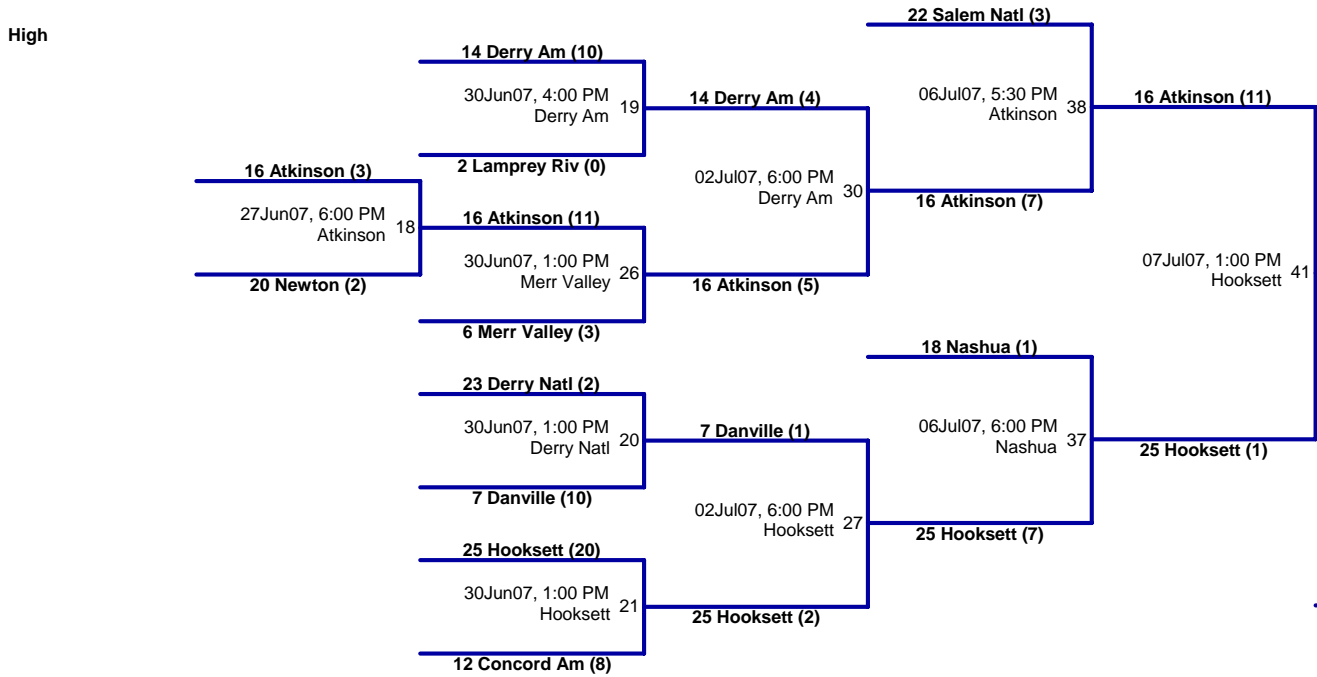 22 Salem Natl (3)
High
14 Derry Am (10)
30Jun07, 4:00 PM
Derry Am
19
14 Derry Am (4)
06Jul07, 5:30 PM
Atkinson
38
16 Atkinson (11)
2 Lamprey Riv (0)
16 Atkinson (3)
02Jul07, 6:00 PM
Derry Am
30
16 Atkinson (7)
27Jun07, 6:00 PM
Atkinson
18
16 Atkinson (11)
30Jun07, 1:00 PM
Merr Valley
26
07Jul07, 1:00 PM
Hooksett
41
20 Newton (2)
16 Atkinson (5)
6 Merr Valley (3)
18 Nashua (1)
23 Derry Natl (2)
30Jun07, 1:00 PM
Derry Natl
20
7 Danville (1)
06Jul07, 6:00 PM
Nashua
37
25 Hooksett (1)
7 Danville (10)
02Jul07, 6:00 PM
Hooksett
27
25 Hooksett (7)
25 Hooksett (20)
30Jun07, 1:00 PM
Hooksett
21
25 Hooksett (2)
12 Concord Am (8)